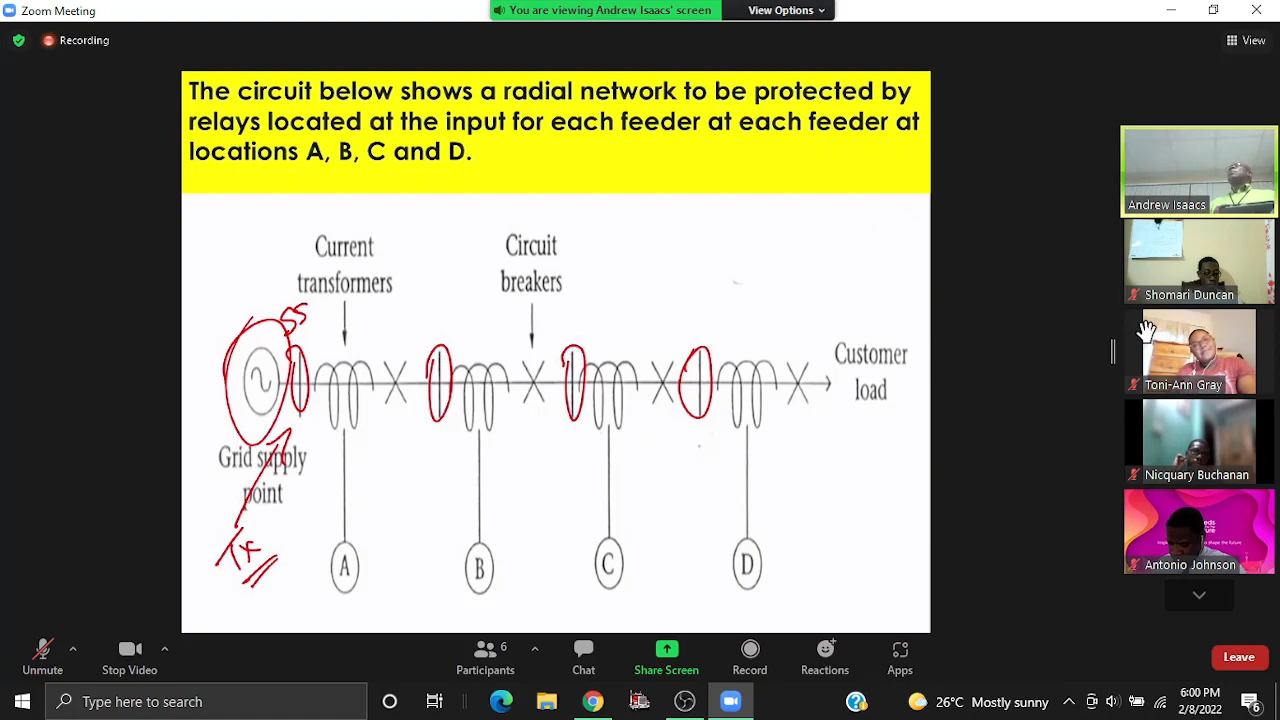 Zoom Meeting
You are viewing Andrew Isaacs' screen
View Options
Recording
View
The circuit below shows a radial network to be protected by
relays located at the input for each feeder at each feeder at
locations A, B, C and D.
Current
transformers
Circuit
breakers
Customer
load
SS
Grid supply
point
Tx
A
B
C
D
Andrew Isaacs
Shomari Duncan
Toni-Ann Gray
Nicquary Buchanan
Antonio Johnson
Unmute
Stop Video
6
Participants
Chat
Share Screen
Record
Reactions
Apps
Leave
Type here to search
26°C Mostly sunny
6:00 PM
2/8/2022
6